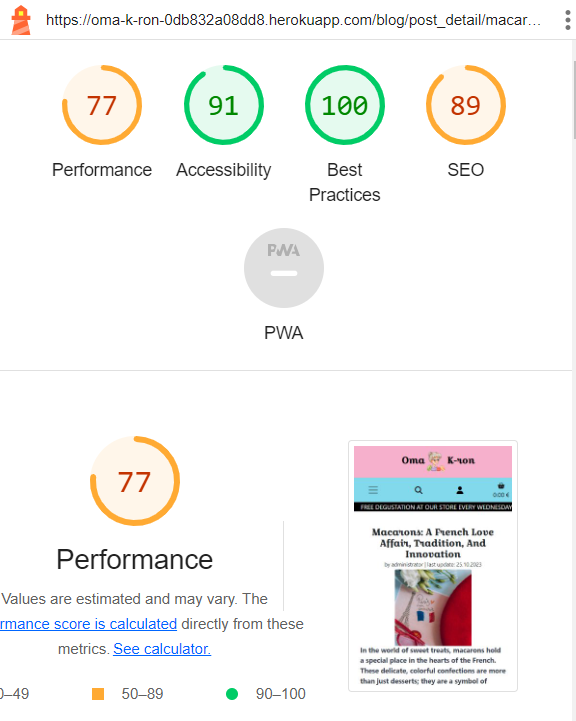 https://oma-k-ron-0db832a08dd8.herokuapp.com/blog/post_detail/macar…
77
91
100
89
Performance
Accessibility
Best
Practices
SEO
PWA
PWA
77
Performance
Values are estimated and may vary. The
rmance score is calculated directly from these
metrics. See calculator.
0–49
50–89
90–100
Oma K-ron
0.00 €
FREE DEGUSTATION AT OUR STORE EVERY WEDNESDAY
Macarons: A French Love
Affair, Tradition, And
Innovation
by administrator | last update: 25.10.2023
In the world of sweet treats, macarons hold
a special place in the hearts of the French.
These delicate, colorful confections are more
than just desserts; they are a symbol of